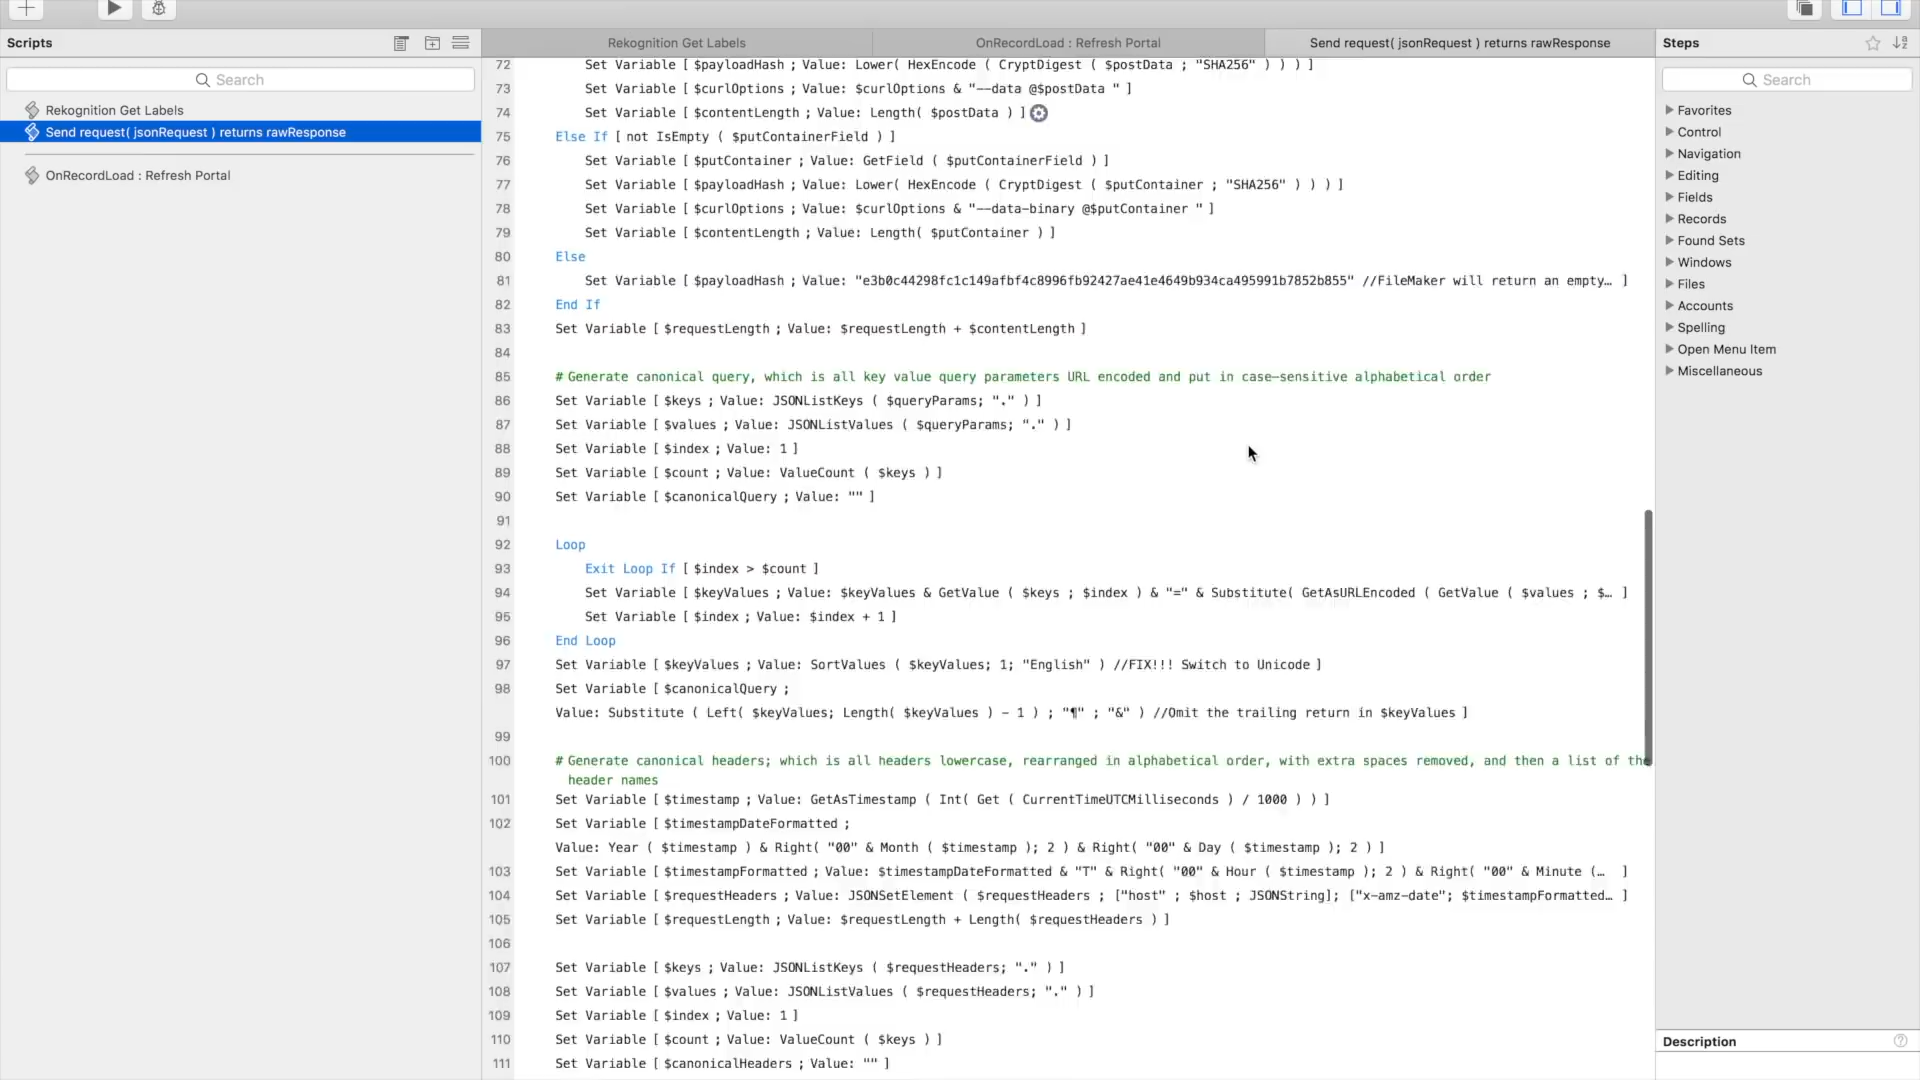 Scripts
Search
Rekognition Get Labels
Send request( jsonRequest ) returns rawResponse
OnRecordLoad : Refresh Portal
Rekognition Get Labels
OnRecordLoad : Refresh Portal
Send request( jsonRequest ) returns rawResponse
72 Set Variable [ $payloadHash ; Value: Lower( HexEncode ( CryptDigest ( $postData ; "SHA256" ) ) ) ]
73 Set Variable [ $curlOptions ; Value: $curlOptions & "--data @$postData " ]
74 Set Variable [ $contentLength ; Value: Length( $postData ) ]
75 Else If [ not IsEmpty ( $putContainerField ) ]
76 Set Variable [ $putContainer ; Value: GetField ( $putContainerField ) ]
77 Set Variable [ $payloadHash ; Value: Lower( HexEncode ( CryptDigest ( $putContainer ; "SHA256" ) ) ) ]
78 Set Variable [ $curlOptions ; Value: $curlOptions & "--data-binary @$putContainer " ]
79 Set Variable [ $contentLength ; Value: Length( $putContainer ) ]
80 Else
81 Set Variable [ $payloadHash ; Value: "e3b0c44298fc1c149afbf4c8996fb92427ae41e4649b934ca495991b7852b855" //FileMaker will return an empty… ]
82 End If
83 Set Variable [ $requestLength ; Value: $requestLength + $contentLength ]
84
85 # Generate canonical query, which is all key value query parameters URL encoded and put in case-sensitive alphabetical order
86 Set Variable [ $keys ; Value: JSONListKeys ( $queryParams; "." ) ]
87 Set Variable [ $values ; Value: JSONListValues ( $queryParams; "." ) ]
88 Set Variable [ $index ; Value: 1 ]
89 Set Variable [ $count ; Value: ValueCount ( $keys ) ]
90 Set Variable [ $canonicalQuery ; Value: "" ]
91
92 Loop
93 Exit Loop If [ $index > $count ]
94 Set Variable [ $keyValues ; Value: $keyValues & GetValue ( $keys ; $index ) & "=" & Substitute( GetAsURLEncoded ( GetValue ( $values ; $… ]
95 Set Variable [ $index ; Value: $index + 1 ]
96 End Loop
97 Set Variable [ $keyValues ; Value: SortValues ( $keyValues; 1; "English" ) //FIX!!! Switch to Unicode ]
98 Set Variable [ $canonicalQuery ;
Value: Substitute ( Left( $keyValues; Length( $keyValues ) - 1 ) ; "¶" ; "&" ) //Omit the trailing return in $keyValues ]
99
100 # Generate canonical headers; which is all headers lowercase, rearranged in alphabetical order, with extra spaces removed, and then a list of the
header names
101 Set Variable [ $timestamp ; Value: GetAsTimestamp ( Int( Get ( CurrentTimeUTCMilliseconds ) / 1000 ) ) ]
102 Set Variable [ $timestampDateFormatted ;
Value: Year ( $timestamp ) & Right( "00" & Month ( $timestamp ); 2 ) & Right( "00" & Day ( $timestamp ); 2 ) ]
103 Set Variable [ $timestampFormatted ; Value: $timestampDateFormatted & "T" & Right( "00" & Hour ( $timestamp ); 2 ) & Right( "00" & Minute (… ]
104 Set Variable [ $requestHeaders ; Value: JSONSetElement ( $requestHeaders ; ["host" ; $host ; JSONString]; ["x-amz-date"; $timestampFormatted… ]
105 Set Variable [ $requestLength ; Value: $requestLength + Length( $requestHeaders ) ]
106
107 Set Variable [ $keys ; Value: JSONListKeys ( $requestHeaders; "." ) ]
108 Set Variable [ $values ; Value: JSONListValues ( $requestHeaders; "." ) ]
109 Set Variable [ $index ; Value: 1 ]
110 Set Variable [ $count ; Value: ValueCount ( $keys ) ]
111 Set Variable [ $canonicalHeaders ; Value: "" ]
Steps
Search
Favorites
Control
Navigation
Editing
Fields
Records
Found Sets
Windows
Files
Accounts
Spelling
Open Menu Item
Miscellaneous
Description